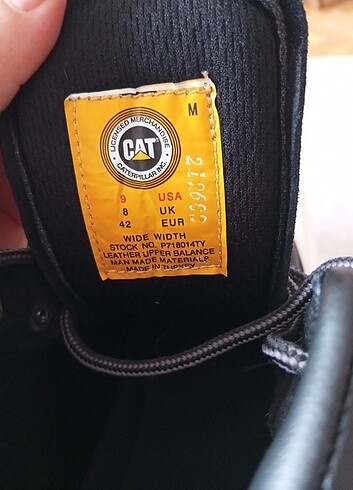 M
LICENSED MERCHANDISE
CAT
CATERPILLAR INC.
9 USA
8 UK
42 EUR
WIDE WIDTH
STOCK NO. P718014TY
LEATHER UPPER BALANCE
MAN MADE MATERIALS
MADE IN TURKEY